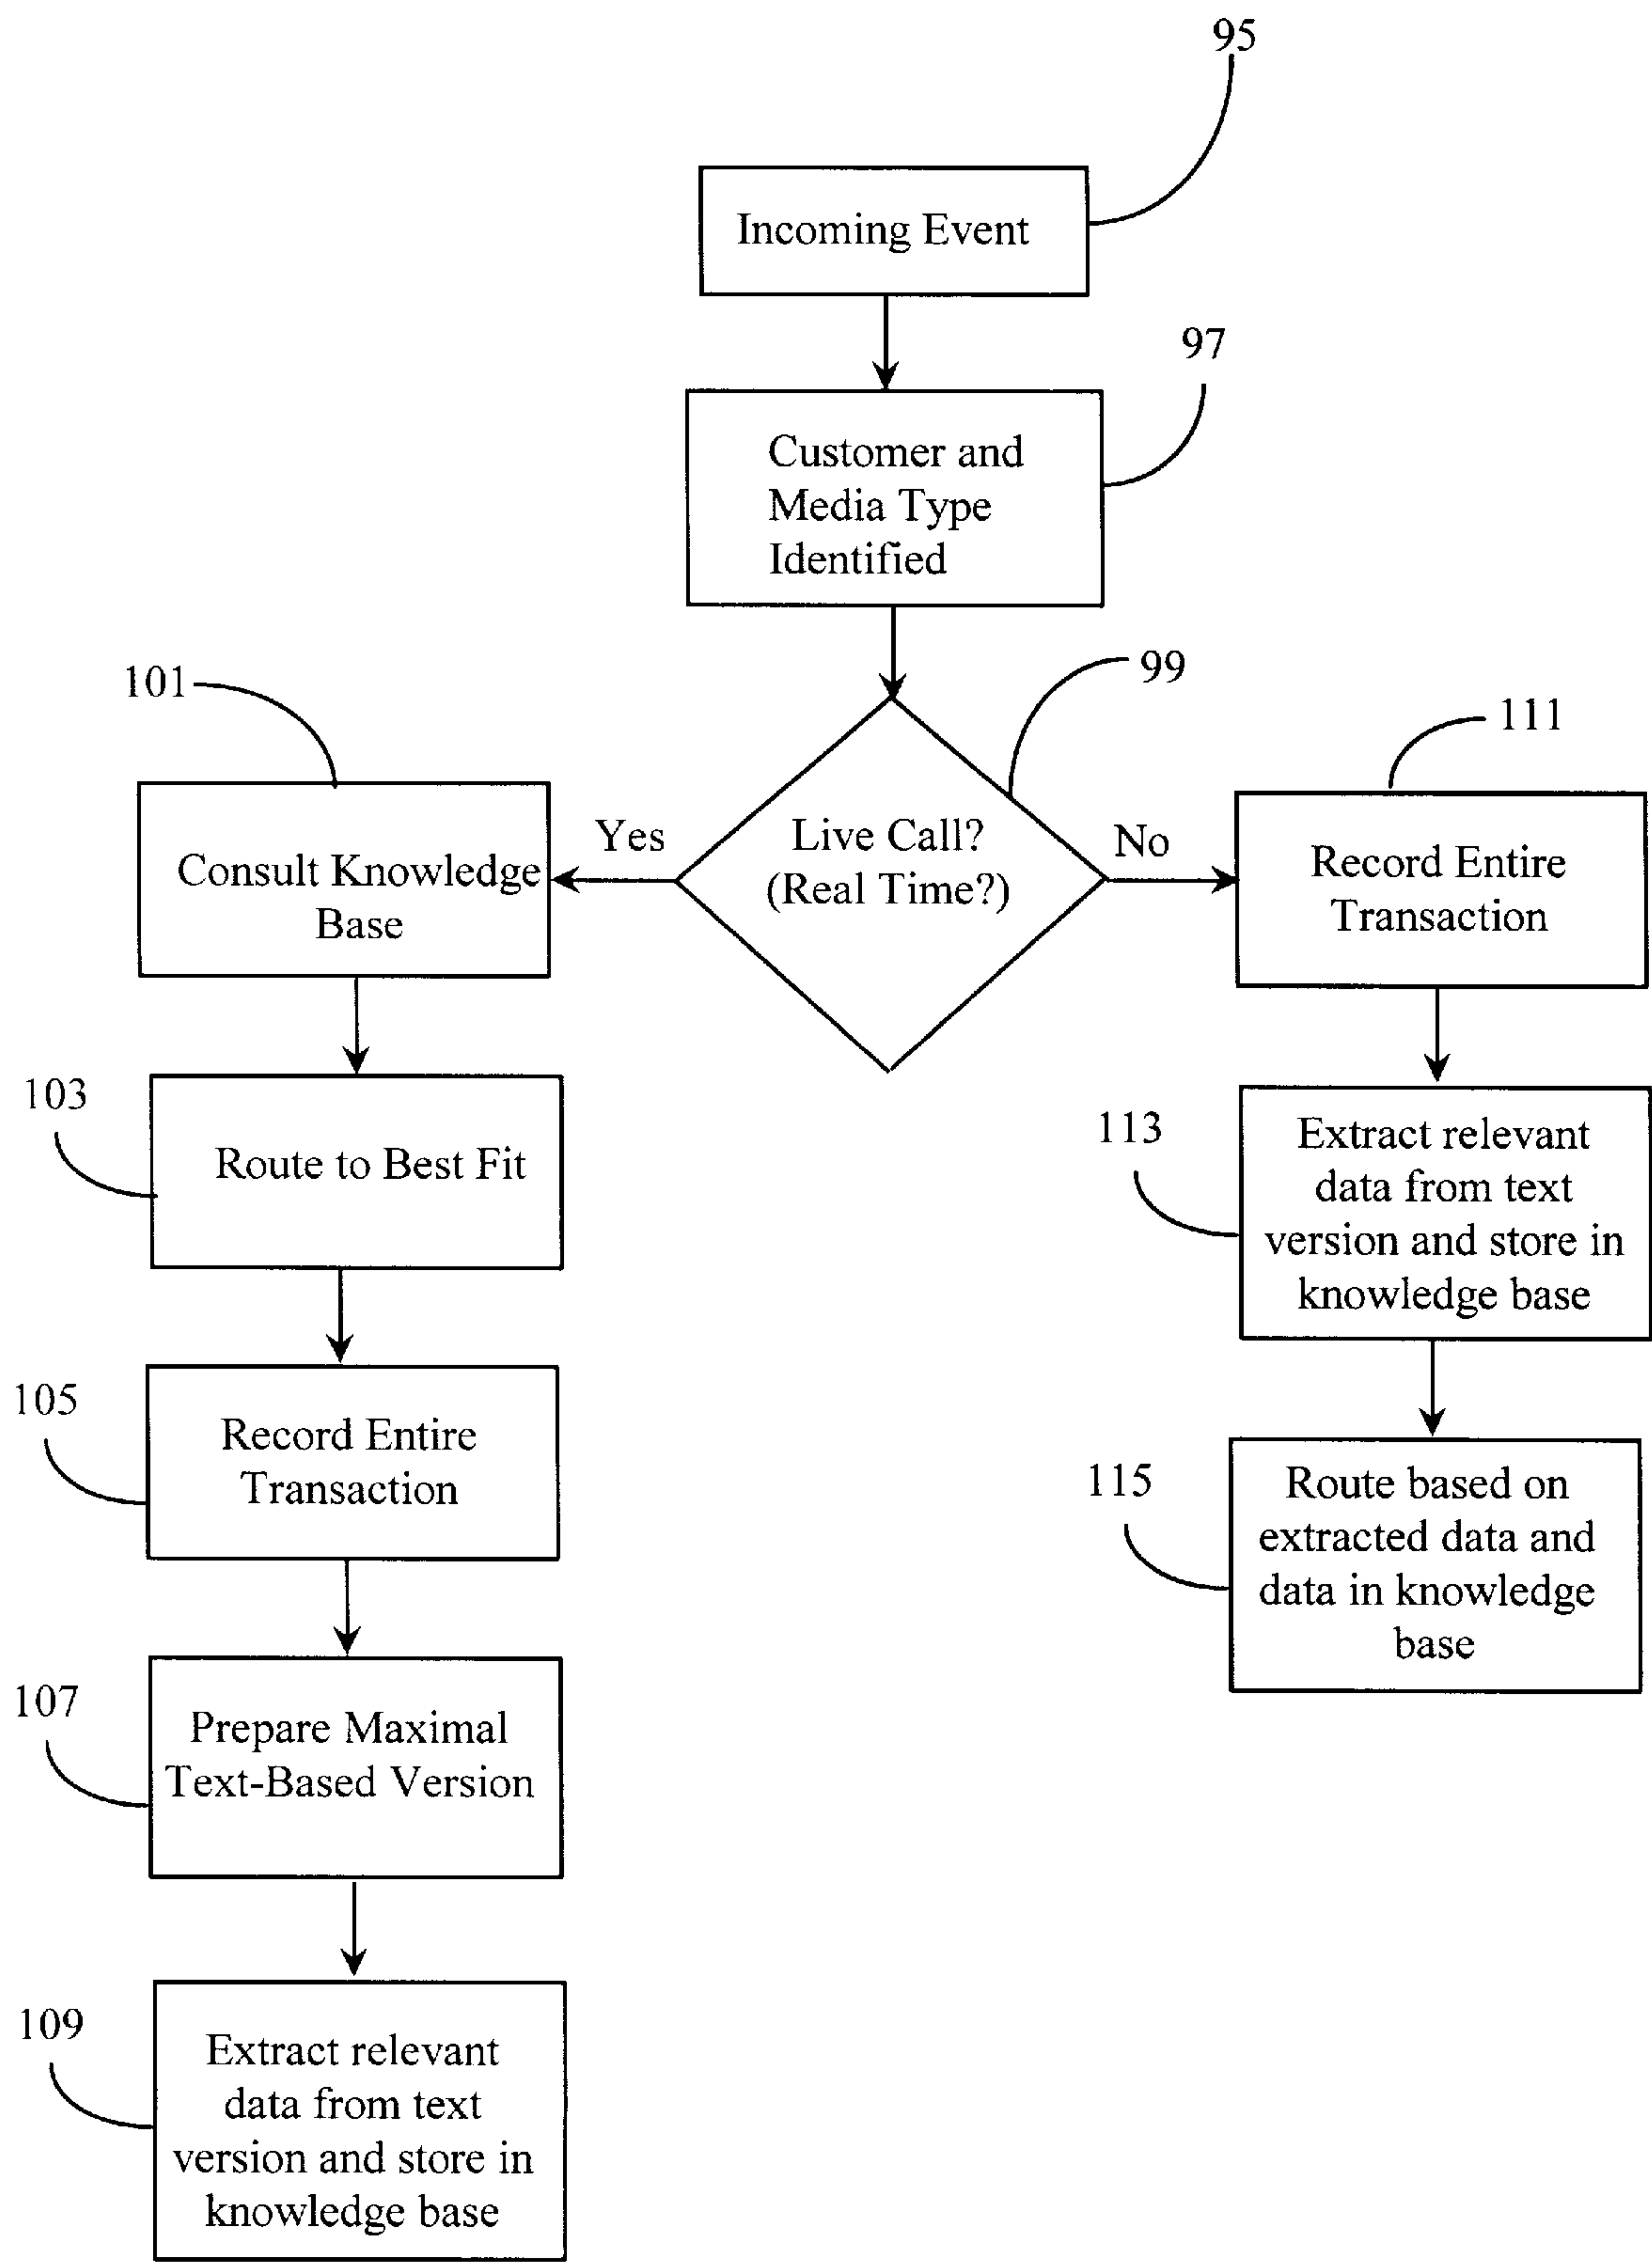 95
Incoming Event
97
Customer and
Media Type
Identified
99
101
111
Yes
Live Call?
(Real Time?)
No
Consult Knowledge
Base
Record Entire
Transaction
103
Route to Best Fit
113
Extract relevant
data from text
version and store in
knowledge base
105
Record Entire
Transaction
115
Route based on
extracted data and
data in knowledge
base
107
Prepare Maximal
Text-Based Version
109
Extract relevant
data from text
version and store in
knowledge base